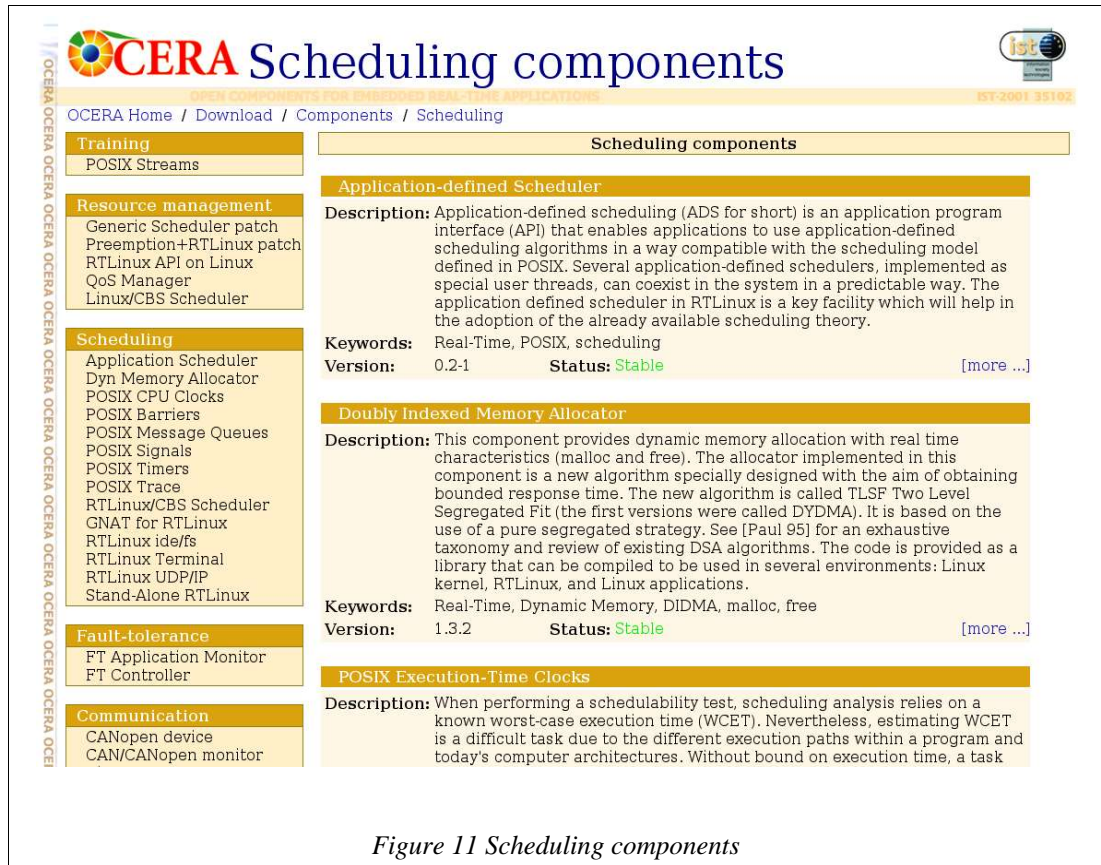 OCERA Scheduling components
ist
information
society
technologies
OPEN COMPONENTS FOR EMBEDDED REAL-TIME APPLICATIONS
IST-2001 35102
OCERA OCERA OCERA OCERA OCERA OCERA OCERA OCERA OCERA OCERA OCERA
OCERA Home / Download / Components / Scheduling
Training
POSIX Streams
Resource management
Generic Scheduler patch
Preemption+RTLinux patch
RTLinux API on Linux
QoS Manager
Linux/CBS Scheduler
Scheduling
Application Scheduler
Dyn Memory Allocator
POSIX CPU Clocks
POSIX Barriers
POSIX Message Queues
POSIX Signals
POSIX Timers
POSIX Trace
RTLinux/CBS Scheduler
GNAT for RTLinux
RTLinux ide/fs
RTLinux Terminal
RTLinux UDP/IP
Stand-Alone RTLinux
Fault-tolerance
FT Application Monitor
FT Controller
Communication
CANopen device
CAN/CANopen monitor
Scheduling components
Application-defined Scheduler
Description: Application-defined scheduling (ADS for short) is an application program
interface (API) that enables applications to use application-defined
scheduling algorithms in a way compatible with the scheduling model
defined in POSIX. Several application-defined schedulers, implemented as
special user threads, can coexist in the system in a predictable way. The
application defined scheduler in RTLinux is a key facility which will help in
the adoption of the already available scheduling theory.
Keywords: Real-Time, POSIX, scheduling
Version: 0.2-1 Status: Stable [more ...]
Doubly Indexed Memory Allocator
Description: This component provides dynamic memory allocation with real time
characteristics (malloc and free). The allocator implemented in this
component is a new algorithm specially designed with the aim of obtaining
bounded response time. The new algorithm is called TLSF Two Level
Segregated Fit (the first versions were called DYDMA). It is based on the
use of a pure segregated strategy. See [Paul 95] for an exhaustive
taxonomy and review of existing DSA algorithms. The code is provided as a
library that can be compiled to be used in several environments: Linux
kernel, RTLinux, and Linux applications.
Keywords: Real-Time, Dynamic Memory, DIDMA, malloc, free
Version: 1.3.2 Status: Stable [more ...]
POSIX Execution-Time Clocks
Description: When performing a schedulability test, scheduling analysis relies on a
known worst-case execution time (WCET). Nevertheless, estimating WCET
is a difficult task due to the different execution paths within a program and
today's computer architectures. Without bound on execution time, a task
Figure 11 Scheduling components